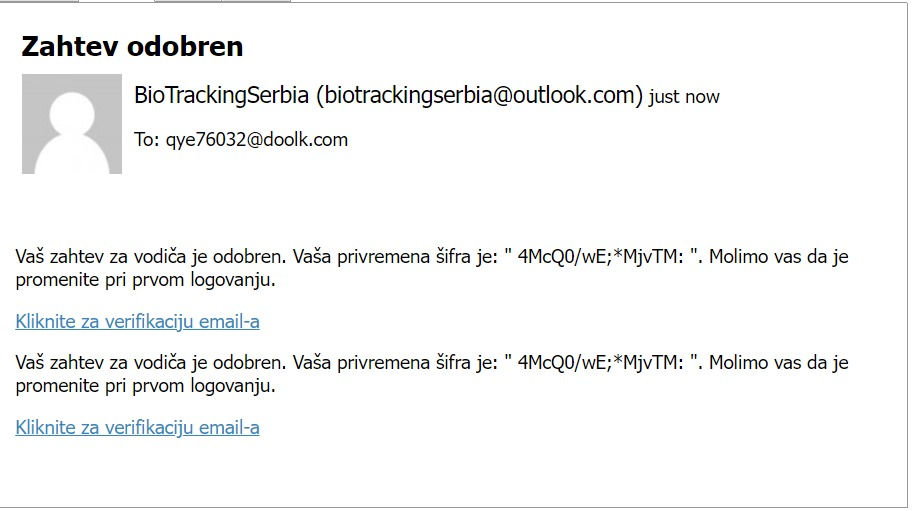 Zahtev odobren
BioTrackingSerbia (biotrackingserbia@outlook.com) just now
To: qye76032@doolk.com
Vaš zahtev za vodiča je odobren. Vaša privremena šifra je: " 4McQ0/wE;*MjvTM: ". Molimo vas da je
promenite pri prvom logovanju.
Kliknite za verifikaciju email-a
Vaš zahtev za vodiča je odobren. Vaša privremena šifra je: " 4McQ0/wE;*MjvTM: ". Molimo vas da je
promenite pri prvom logovanju.
Kliknite za verifikaciju email-a